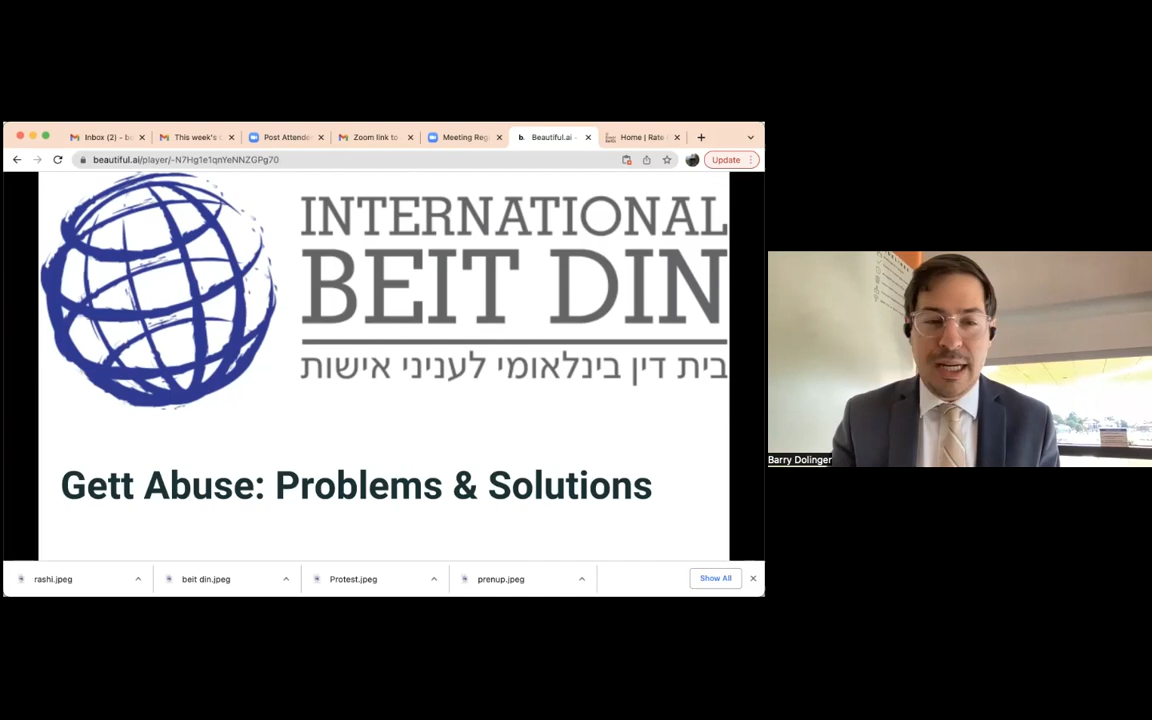 Inbox (2) - bo
This week's
Post Attende
Zoom link to
Meeting Reg
b. Beautiful.ai -
Home | Rate
beautiful.ai/player/-N7Hg1e1qnYeNNZGPg70
Update
INTERNATIONAL
BEIT DIN
בית דין בינלאומי לעניני אישות
Gett Abuse: Problems & Solutions
Barry Dolinger
rashi.jpeg
beit din.jpeg
Protest.jpeg
prenup.jpeg
Show All